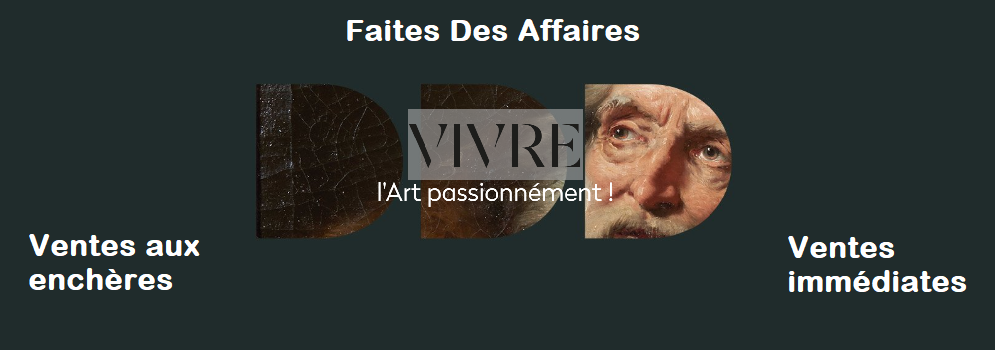 Faites Des Affaires
VIVRE
l'Art passionnément !
Ventes aux
enchères
Ventes
immédiates